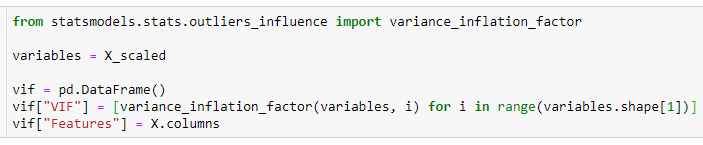 from statsmodels.stats.outliers_influence import variance_inflation_factor
variables = X_scaled
vif = pd.DataFrame()
vif["VIF"] = [variance_inflation_factor(variables, i) for i in range(variables.shape[1])]
vif["Features"] = X.columns